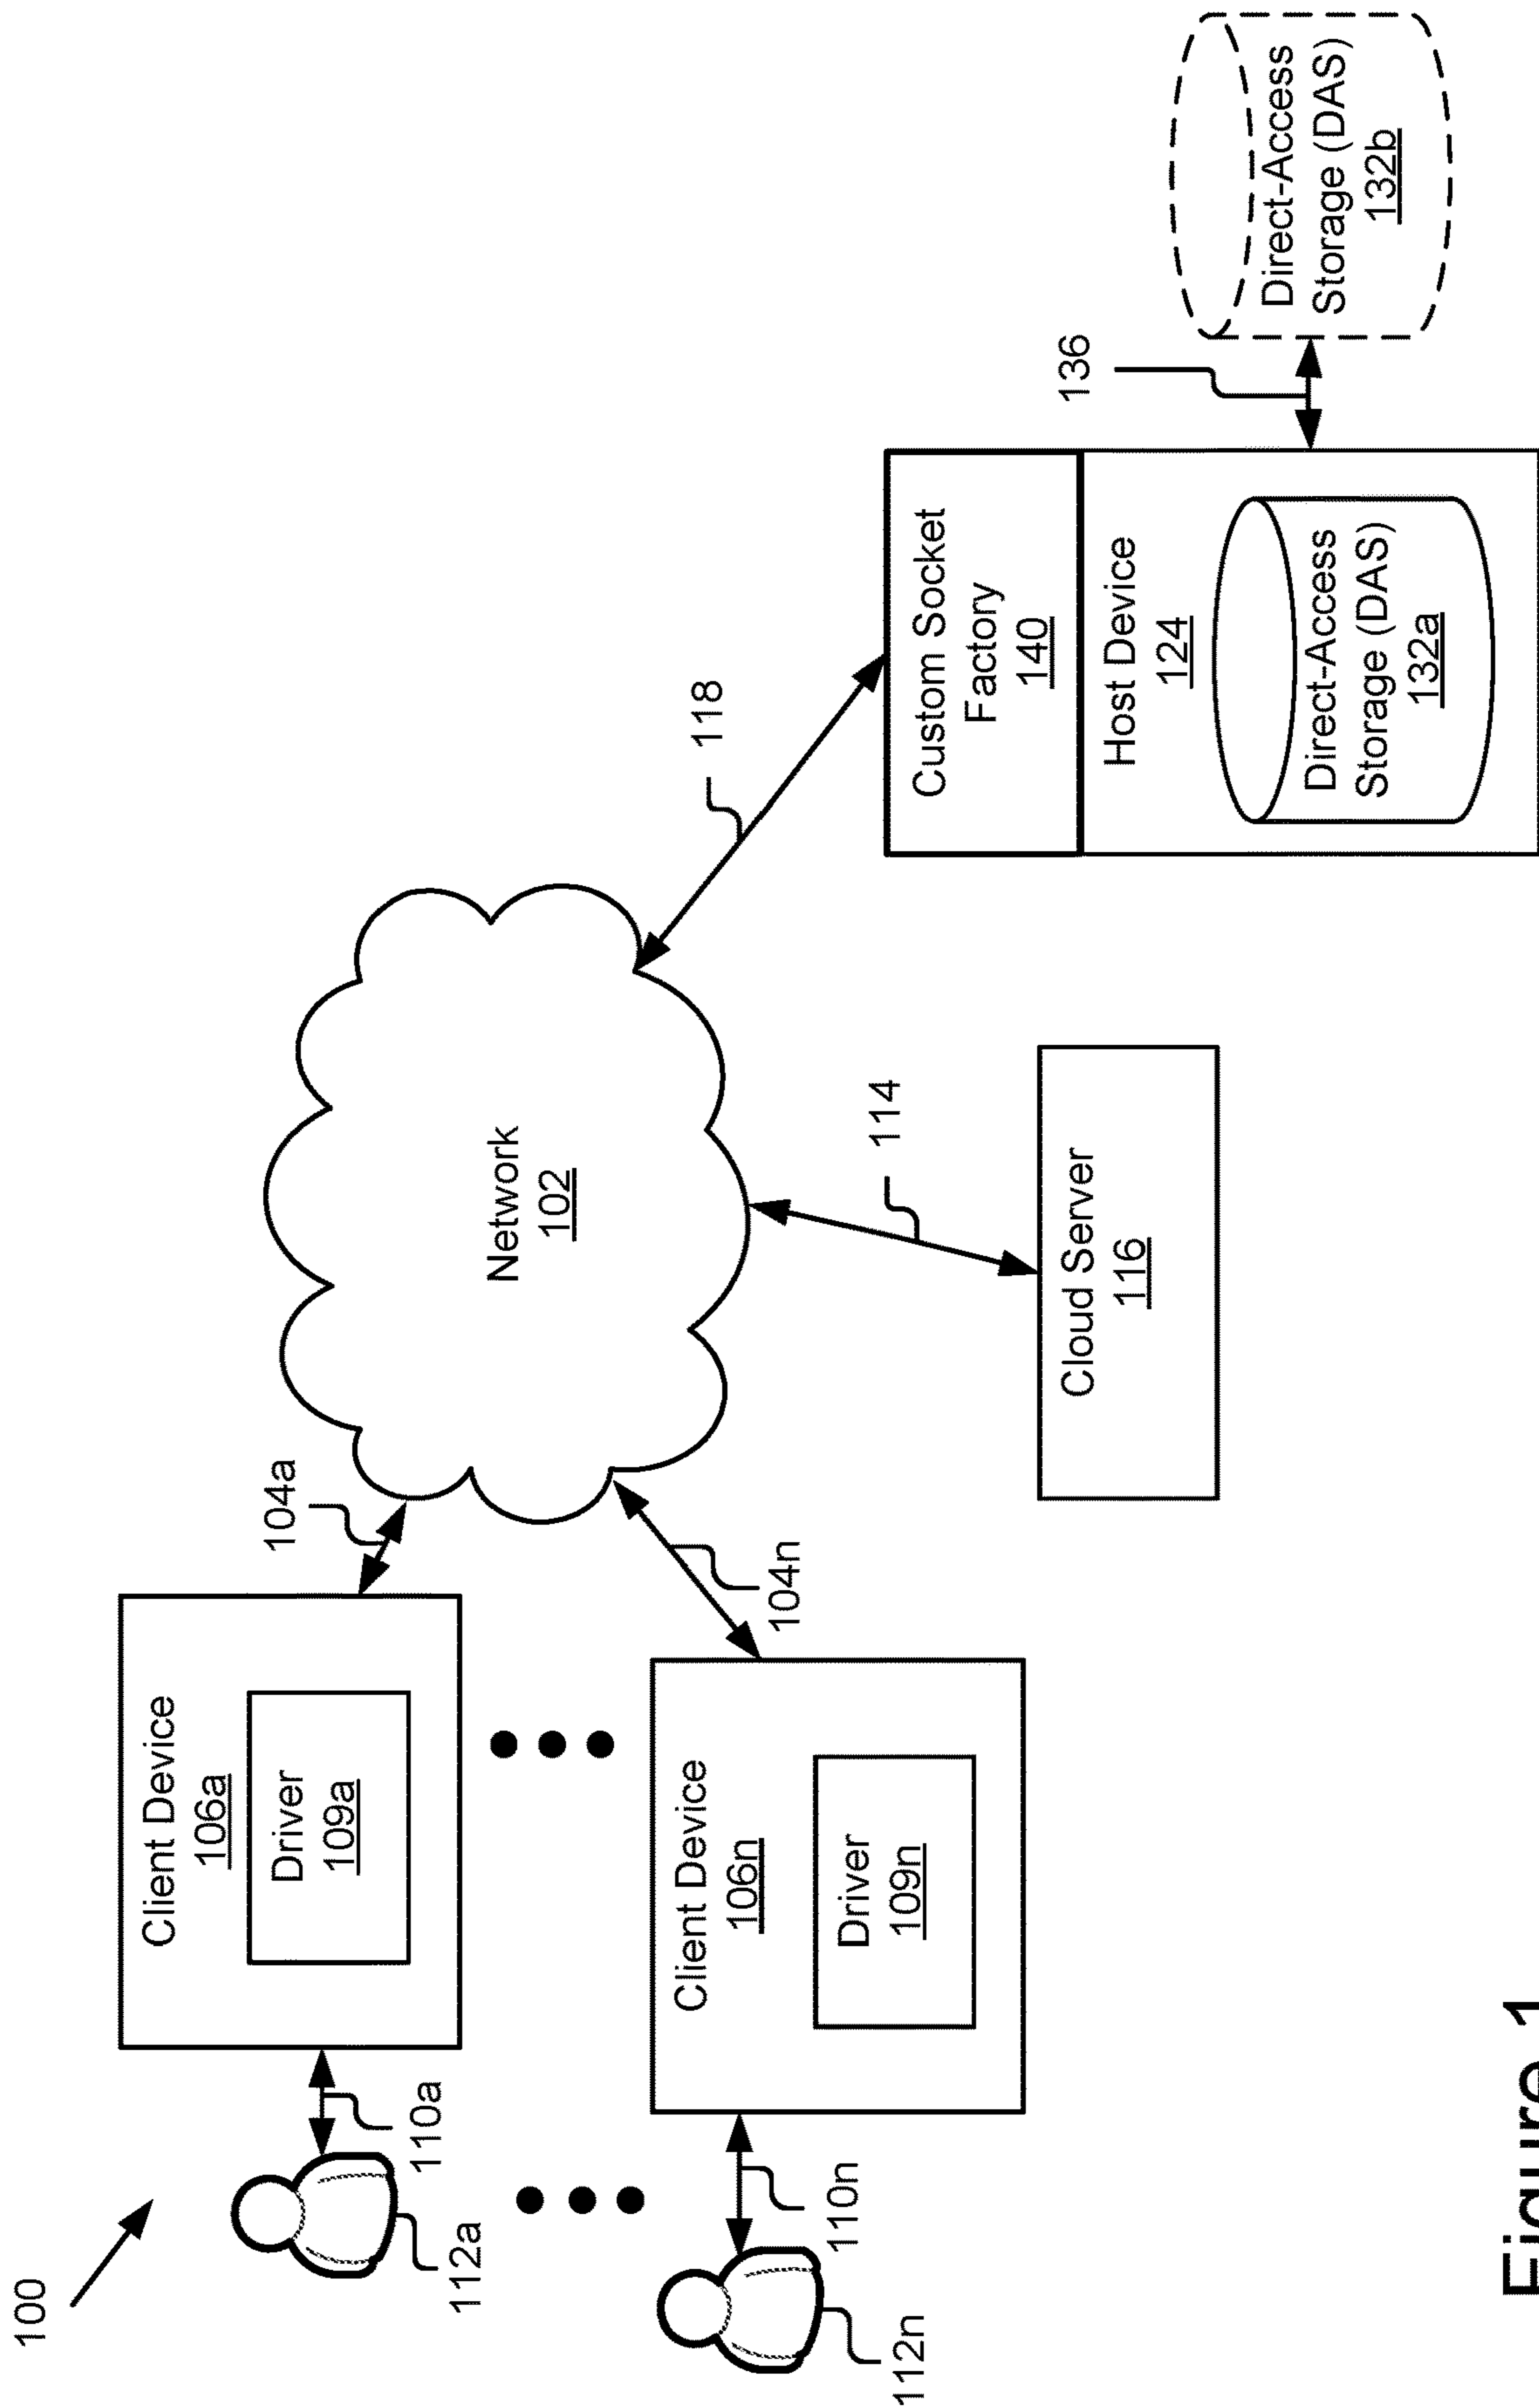 100
112a
110a
Client Device
106a
Driver
109a
104a
112n
110n
Client Device
106n
Driver
109n
104n
Network
102
114
Cloud Server
116
118
Custom Socket
Factory
140
Host Device
124
Direct-Access
Storage (DAS)
132a
136
Direct-Access
Storage (DAS)
132b
Figure 1